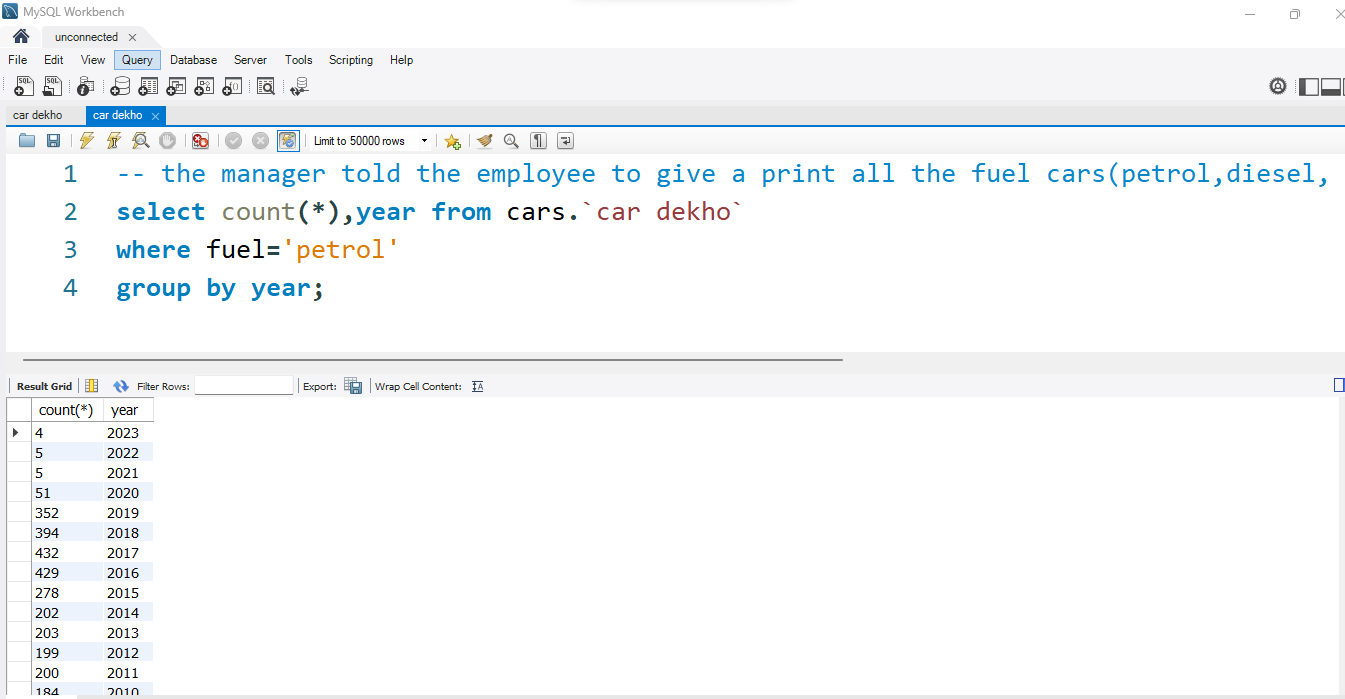 MySQL Workbench
unconnected
File Edit View Query Database Server Tools Scripting Help
car dekho car dekho
Limit to 50000 rows
1 -- the manager told the employee to give a print all the fuel cars(petrol,diesel,
2 select count(*),year from cars.`car dekho`
3 where fuel='petrol'
4 group by year;
Result Grid Filter Rows: Export: Wrap Cell Content:
count(*) year
4 2023
5 2022
5 2021
51 2020
352 2019
394 2018
432 2017
429 2016
278 2015
202 2014
203 2013
199 2012
200 2011
184 2010